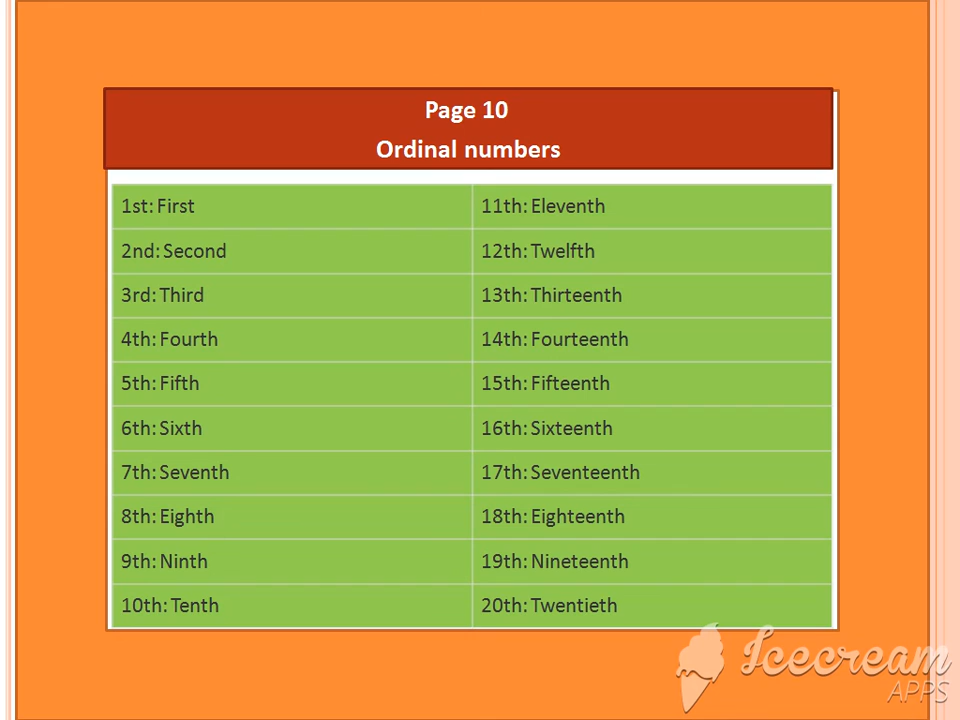 Page 10
Ordinal numbers
1st: First
11th: Eleventh
2nd: Second
12th: Twelfth
3rd: Third
13th: Thirteenth
4th: Fourth
14th: Fourteenth
5th: Fifth
15th: Fifteenth
6th: Sixth
16th: Sixteenth
7th: Seventh
17th: Seventeenth
8th: Eighth
18th: Eighteenth
9th: Ninth
19th: Nineteenth
10th: Tenth
20th: Twentieth
Icecream
APPS